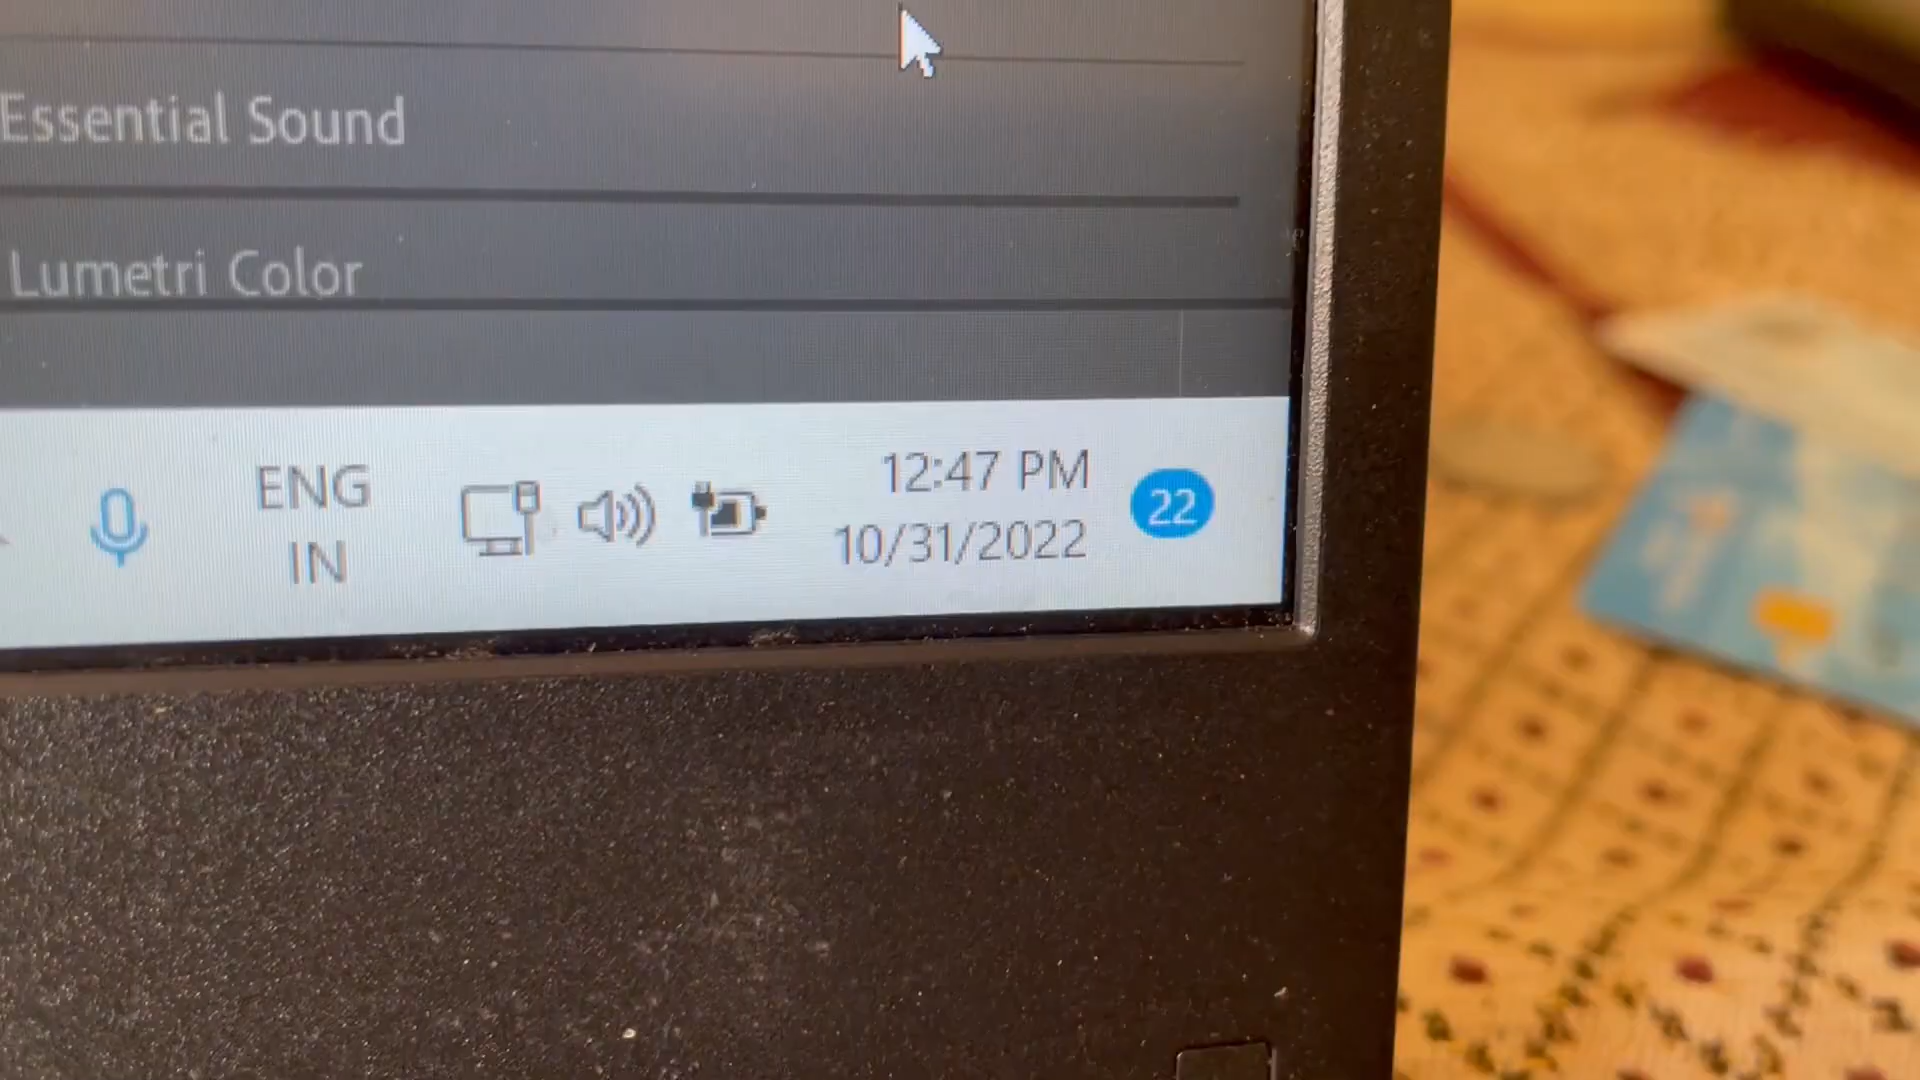 Essential Sound
Lumetri Color
ENG
IN
12:47 PM
10/31/2022
22